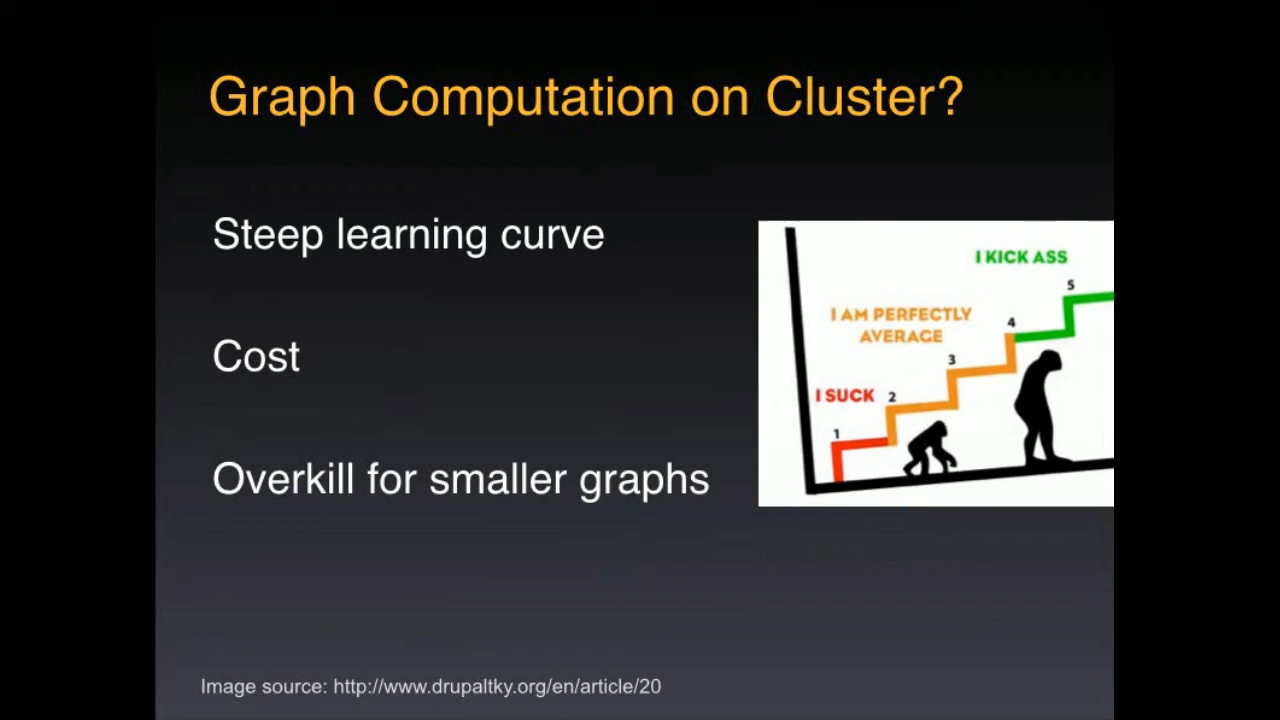 Graph Computation on Cluster?
Steep learning curve
Cost
Overkill for smaller graphs
I KICK ASS
5
I AM PERFECTLY
AVERAGE
4
3
I SUCK
2
1
Image source: http://www.drupaltky.org/en/article/20